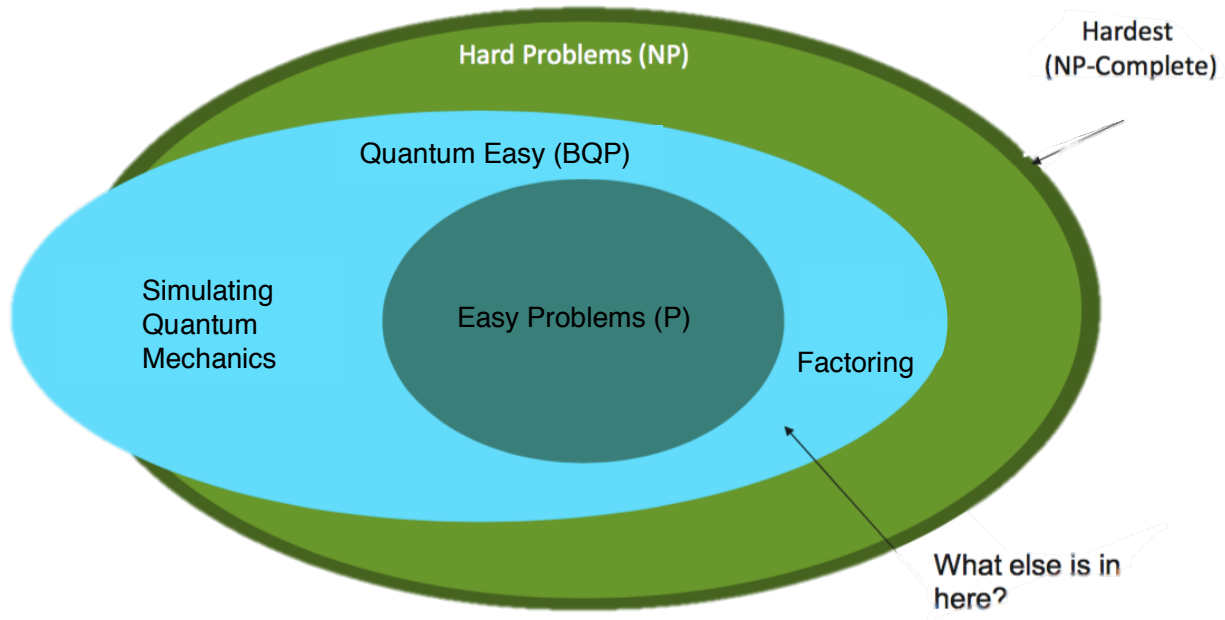 Hard Problems (NP)
Hardest
(NP-Complete)
Quantum Easy (BQP)
Simulating
Quantum
Mechanics
Easy Problems (P)
Factoring
What else is in
here?